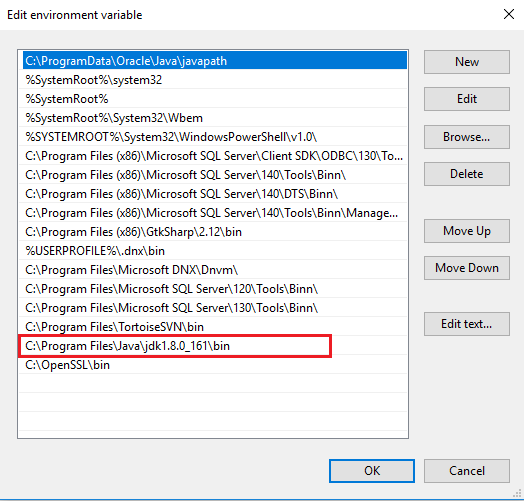 Edit environment variable
C:\ProgramData\Oracle\Java\javapath
%SystemRoot%\system32
%SystemRoot%
%SystemRoot%\System32\Wbem
%SYSTEMROOT%\System32\WindowsPowerShell\v1.0\
C:\Program Files (x86)\Microsoft SQL Server\Client SDK\ODBC\130\To...
C:\Program Files (x86)\Microsoft SQL Server\140\Tools\Binn\
C:\Program Files (x86)\Microsoft SQL Server\140\DTS\Binn\
C:\Program Files (x86)\Microsoft SQL Server\140\Tools\Binn\Manage...
C:\Program Files (x86)\GtkSharp\2.12\bin
%USERPROFILE%\.dnx\bin
C:\Program Files\Microsoft DNX\Dnvm\
C:\Program Files\Microsoft SQL Server\120\Tools\Binn\
C:\Program Files\Microsoft SQL Server\130\Tools\Binn\
C:\Program Files\TortoiseSVN\bin
C:\Program Files\Java\jdk1.8.0_161\bin
C:\OpenSSL\bin
New
Edit
Browse...
Delete
Move Up
Move Down
Edit text...
OK
Cancel